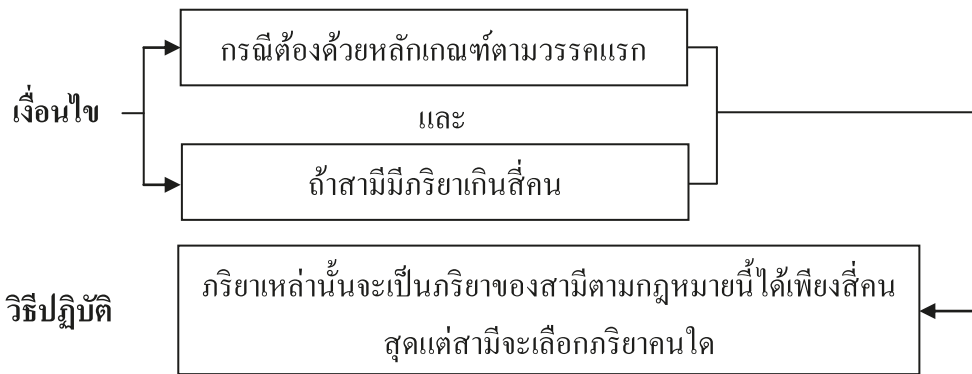 กรณีต้องด้วยหลักเกณฑ์ตามวรรคแรก
เงื่อนไข
และ
ถ้าสามีมีภริยาเกินสี่คน
ภริยาเหล่านั้นจะเป็นภริยาของสามีตามกฎหมายนี้ได้เพียงสี่คน
วิธีปฏิบัติ
สุดแต่สามีจะเลือกภริยาคนใด